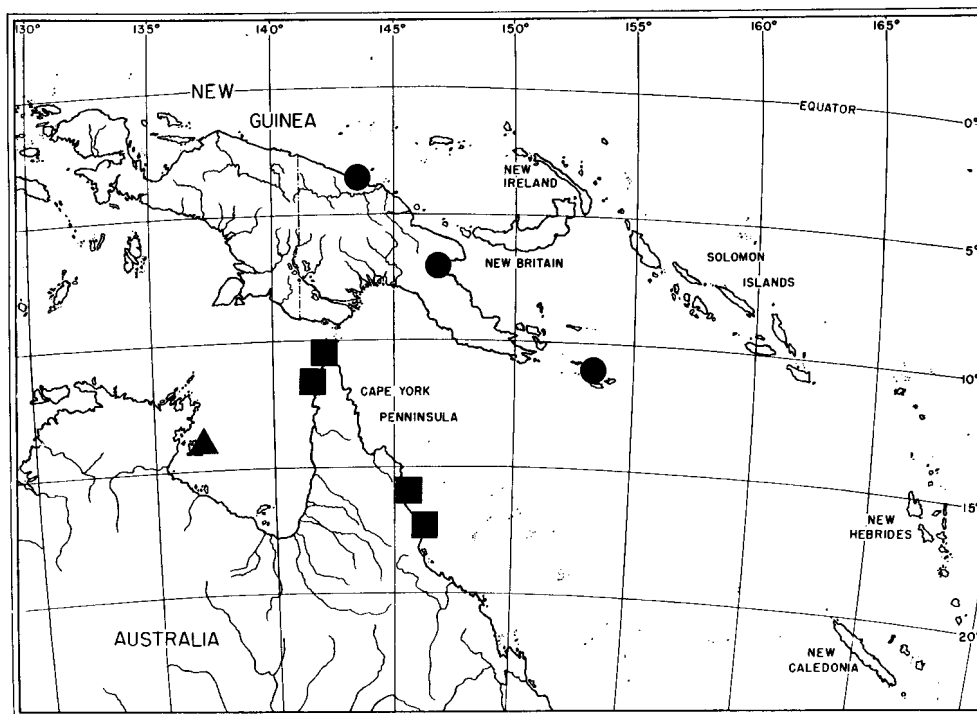 130° 135° 140° 145° 150° 155° 160° 165°
NEW
GUINEA
EQUATOR
0°
NEW
IRELAND
5°
NEW BRITAIN
SOLOMON
ISLANDS
10°
CAPE YORK
PENNINSULA
15°
NEW
HEBRIDES
AUSTRALIA
20°
NEW
CALEDONIA